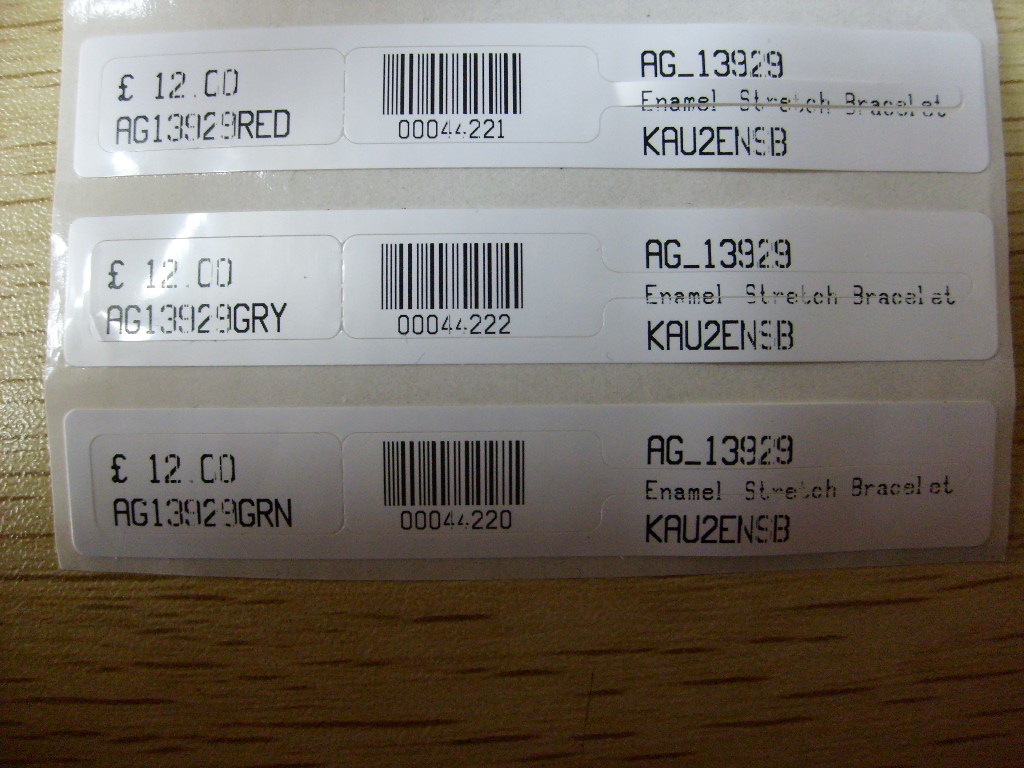 £ 12.00
AG13929RED
00044221
AG_13929
Enamel Stretch Bracelet
KAU2ENSB
£ 12.00
AG13929GRY
00044222
AG_13929
Enamel Stretch Bracelet
KAU2ENSB
£ 12.00
AG13929GRN
00044220
AG_13929
Enamel Stretch Bracelet
KAU2ENSB